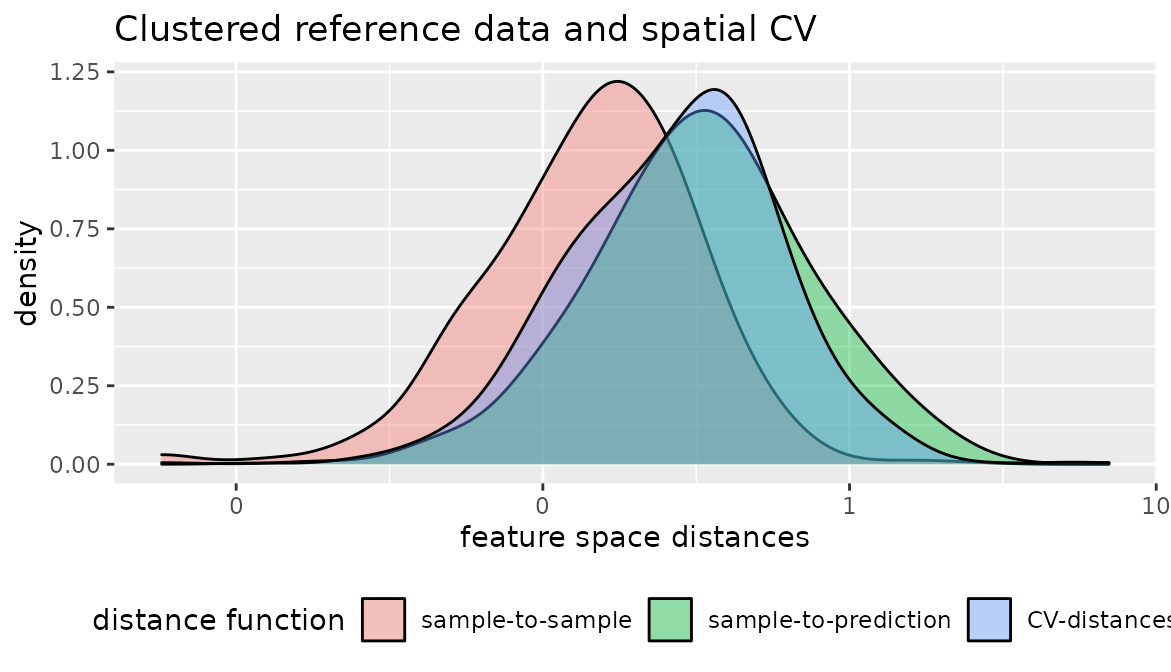 Clustered reference data and spatial CV
1.25
1.00
0.75
0.50
0.25
0.00
density
0 0 1 10
feature space distances
distance function sample-to-sample sample-to-prediction CV-distances